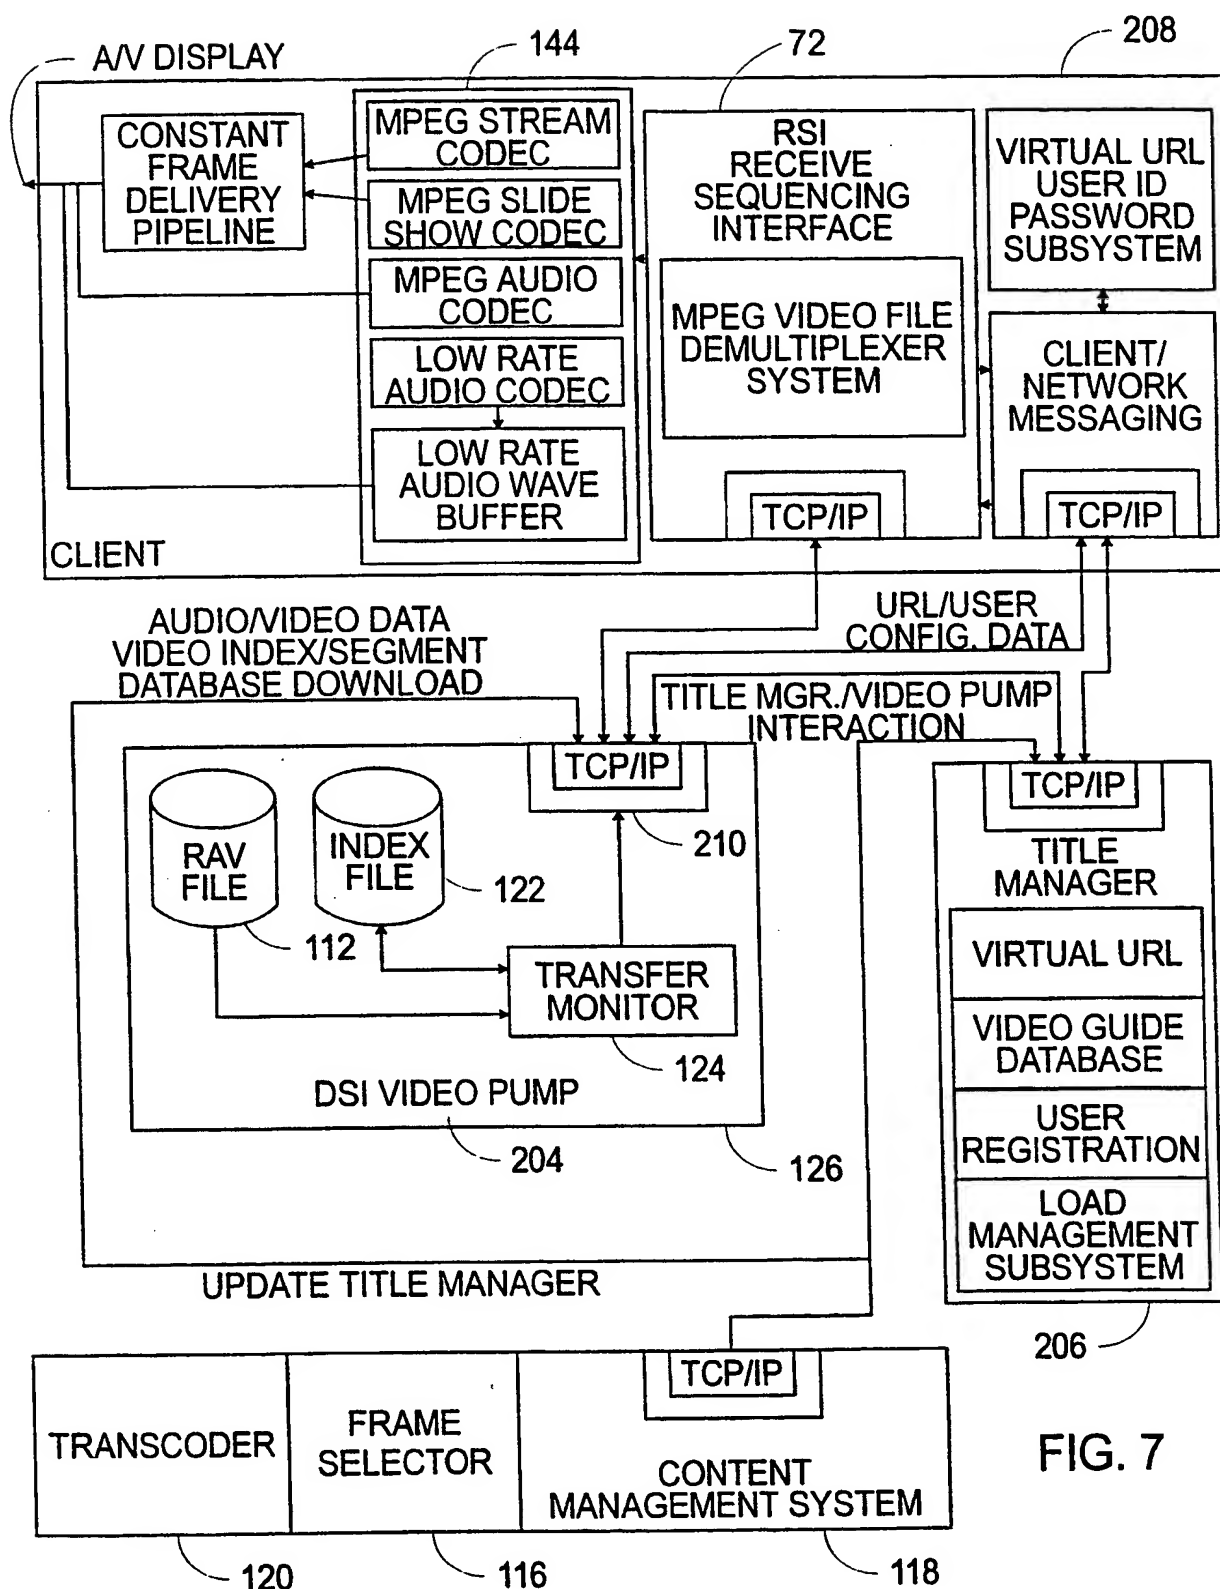 A/V DISPLAY
144
72
208
CONSTANT
FRAME
DELIVERY
PIPELINE
MPEG STREAM
CODEC
MPEG SLIDE
SHOW CODEC
MPEG AUDIO
CODEC
LOW RATE
AUDIO CODEC
LOW RATE
AUDIO WAVE
BUFFER
RSI
RECEIVE
SEQUENCING
INTERFACE
MPEG VIDEO FILE
DEMULTIPLEXER
SYSTEM
TCP/IP
VIRTUAL URL
USER ID
PASSWORD
SUBSYSTEM
CLIENT/
NETWORK
MESSAGING
TCP/IP
CLIENT
AUDIO/VIDEO DATA
VIDEO INDEX/SEGMENT
DATABASE DOWNLOAD
URL/USER
CONFIG. DATA
TITLE MGR./VIDEO PUMP
INTERACTION
TCP/IP
210
RAV
FILE
112
INDEX
FILE
122
TRANSFER
MONITOR
124
DSI VIDEO PUMP
204
126
TCP/IP
TITLE
MANAGER
VIRTUAL URL
VIDEO GUIDE
DATABASE
USER
REGISTRATION
LOAD
MANAGEMENT
SUBSYSTEM
206
UPDATE TITLE MANAGER
TRANSCODER
FRAME
SELECTOR
TCP/IP
CONTENT
MANAGEMENT SYSTEM
120
116
118
FIG. 7